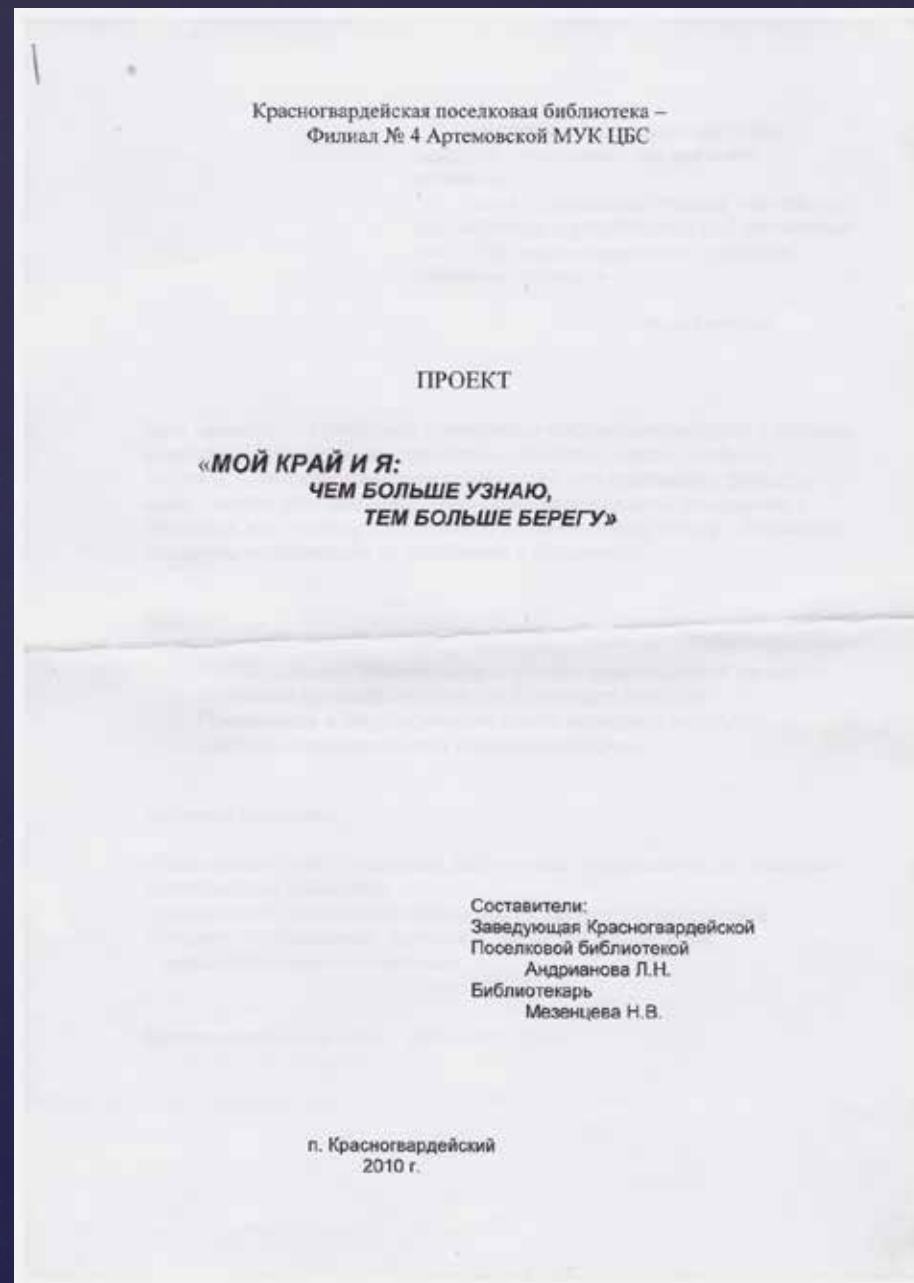 Красногвардейская поселковая библиотека –
Филиал № 4 Артемовской МУК ЦБС
ПРОЕКТ
«МОЙ КРАЙ И Я:
ЧЕМ БОЛЬШЕ УЗНАЮ,
ТЕМ БОЛЬШЕ БЕРЕГУ»
Составители:
Заведующая Красногвардейской
Поселковой библиотекой
Андрианова Л.Н.
Библиотекарь
Мезенцева Н.В.
п. Красногвардейский
2010 г.